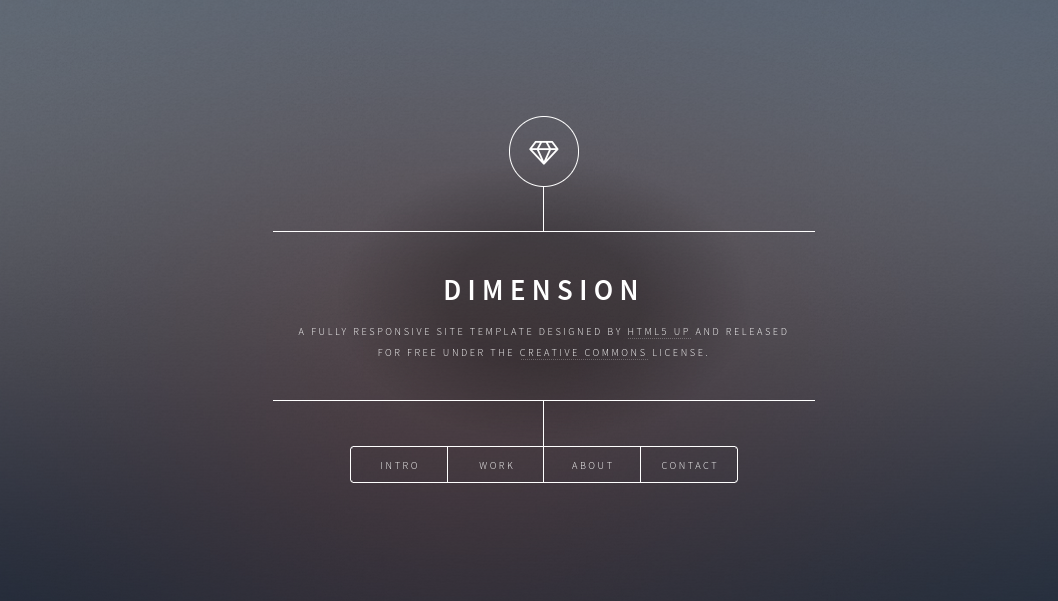 DIMENSION
A FULLY RESPONSIVE SITE TEMPLATE DESIGNED BY HTML5 UP AND RELEASED
FOR FREE UNDER THE CREATIVE COMMONS LICENSE.
INTRO WORK ABOUT CONTACT